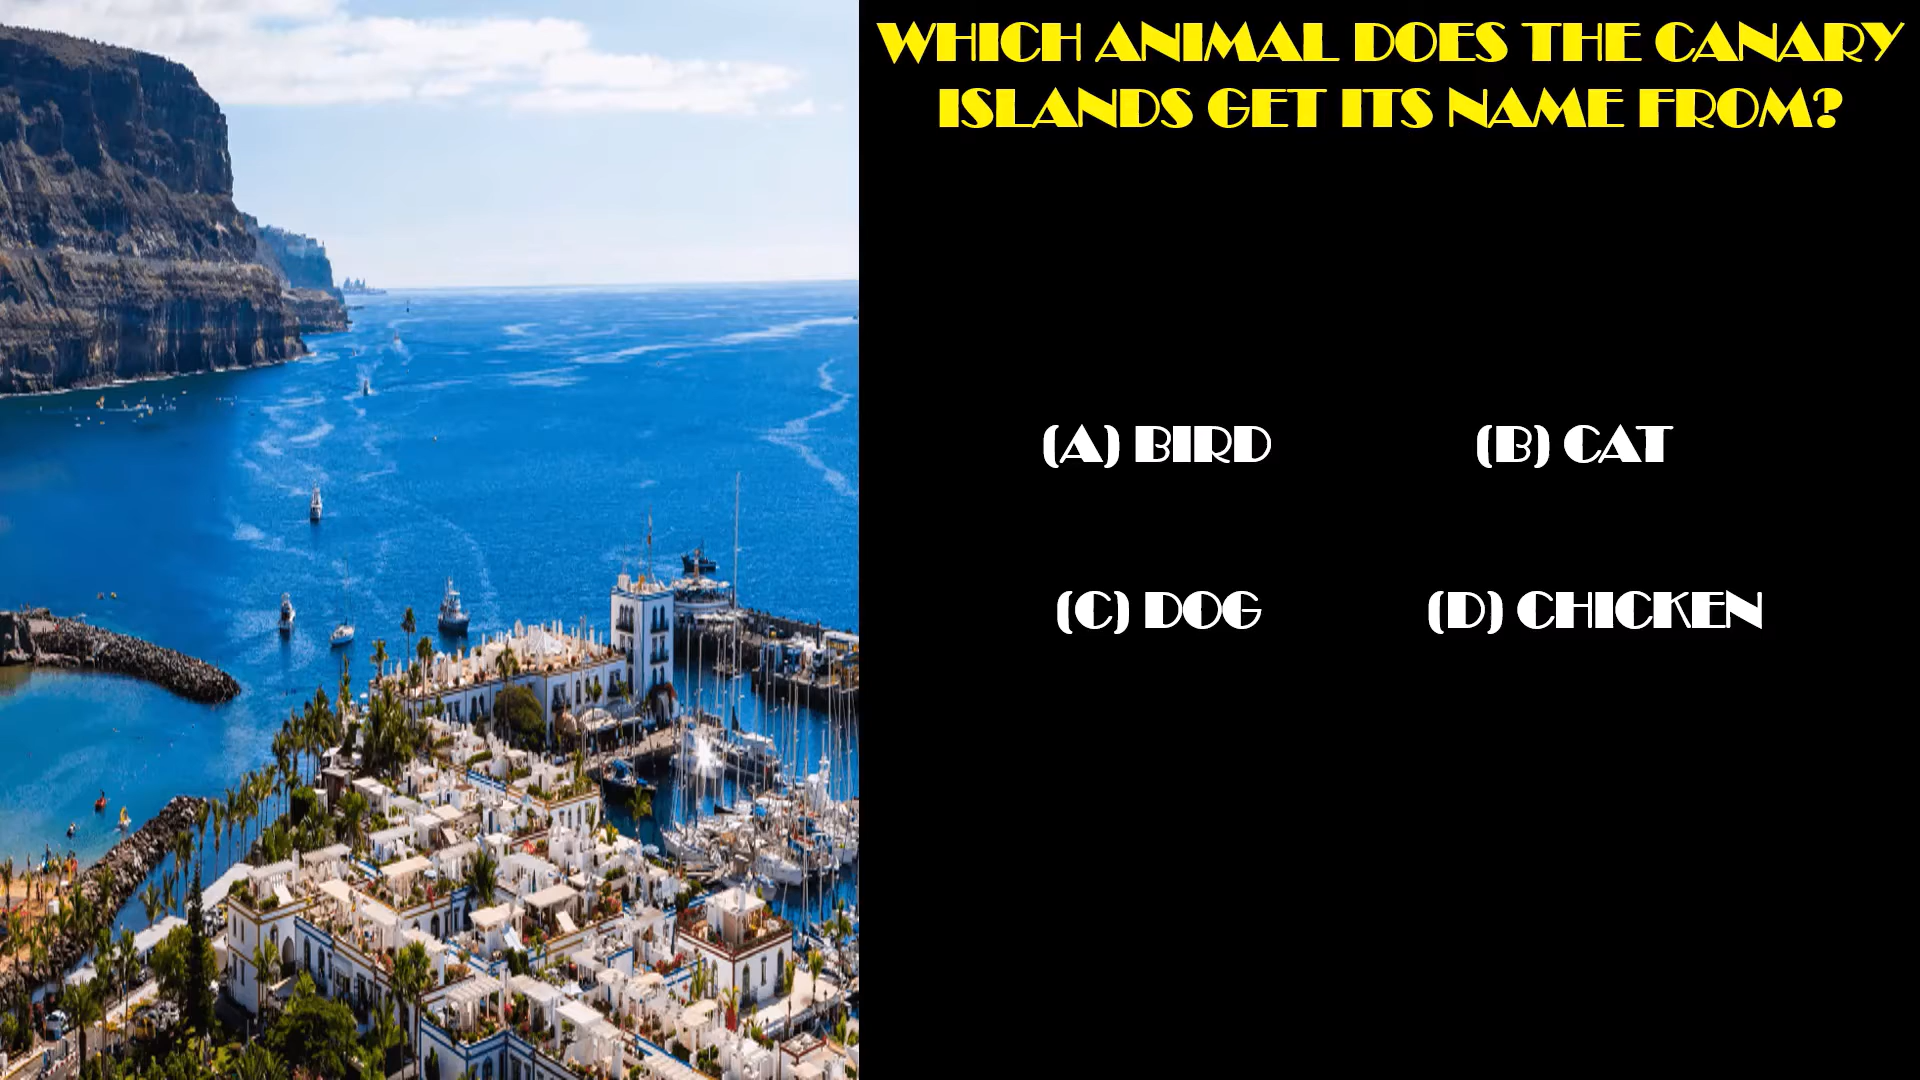 WHICH ANIMAL DOES THE CANARY
ISLANDS GET ITS NAME FROM?
(A) BIRD
(B) CAT
(C) DOG
(D) CHICKEN